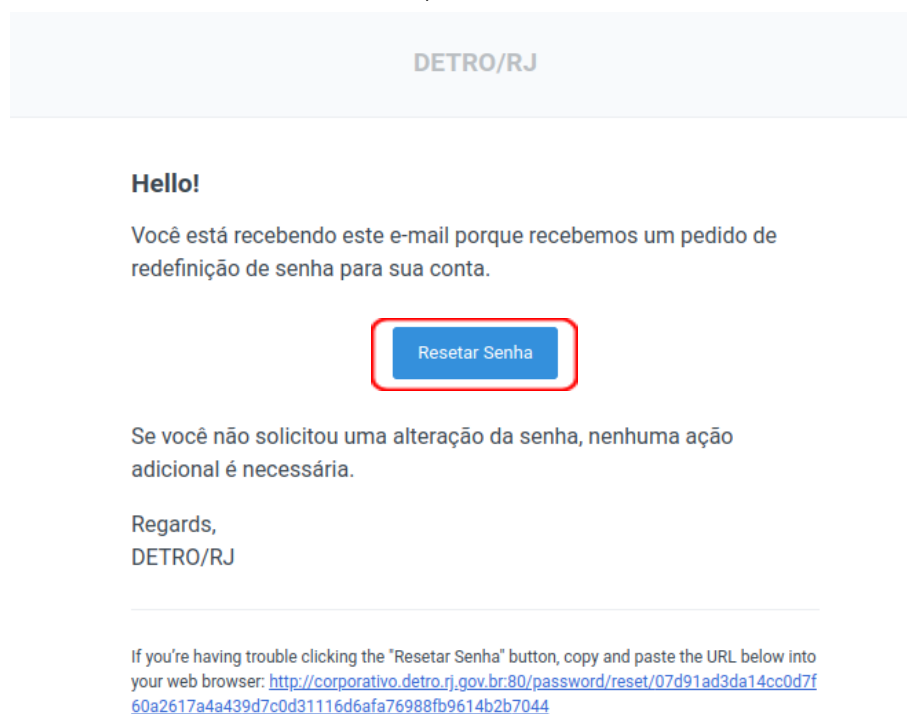 DETRO/RJ
Hello!
Você está recebendo este e-mail porque recebemos um pedido de
redefinição de senha para sua conta.
Resetar Senha
Se você não solicitou uma alteração da senha, nenhuma ação
adicional é necessária.
Regards,
DETRO/RJ
If you're having trouble clicking the "Resetar Senha" button, copy and paste the URL below into
your web browser: http://corporativo.detro.rj.gov.br:80/password/reset/07d91ad3da14cc0d7f
60a2617a4a439d7c0d31116d6afa76988fb9614b2b7044